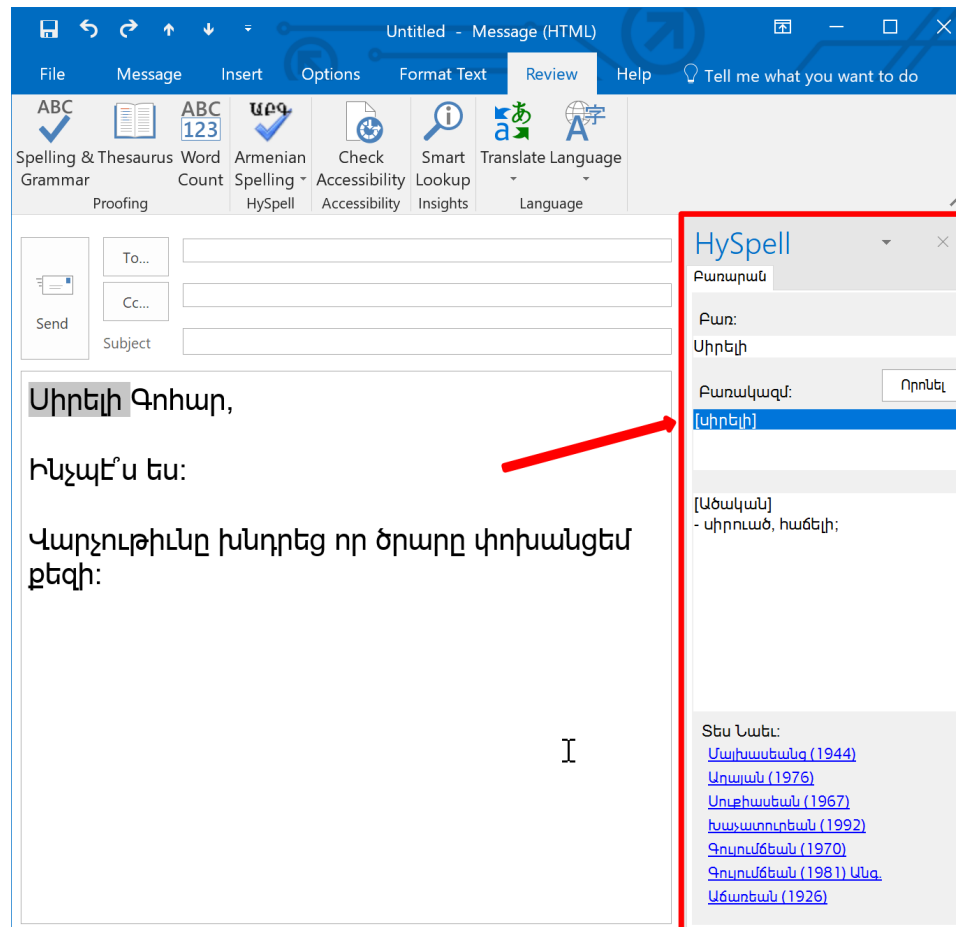 Untitled - Message (HTML)
File Message Insert Options Format Text Review Help Tell me what you want to do
ABC
ABC 123
ԱԲԳ
a あ
A 字
Spelling & Grammar
Thesaurus
Word Count
Armenian Spelling
Check Accessibility
Smart Lookup
Translate
Language
Proofing HySpell Accessibility Insights Language
Send
To...
Cc...
Subject
Սիրելի Գոհար,
Ինչպէ՞ս ես:
Վարչութիւնը խնդրեց որ ծրարը փոխանցեմ
քեզի:
HySpell
Բառարան
Բառ:
Սիրելի
Բառակազմ:
Որոնել
[սիրելի]
[Ածական]
- սիրուած, հաճելի;
Տես Նաեւ:
Մալխասեանց (1944)
Աղայան (1976)
Սուքիասեան (1967)
Խաչատուրեան (1992)
Գույումճեան (1970)
Գույումճեան (1981) Անգ.
Աճառեան (1926)